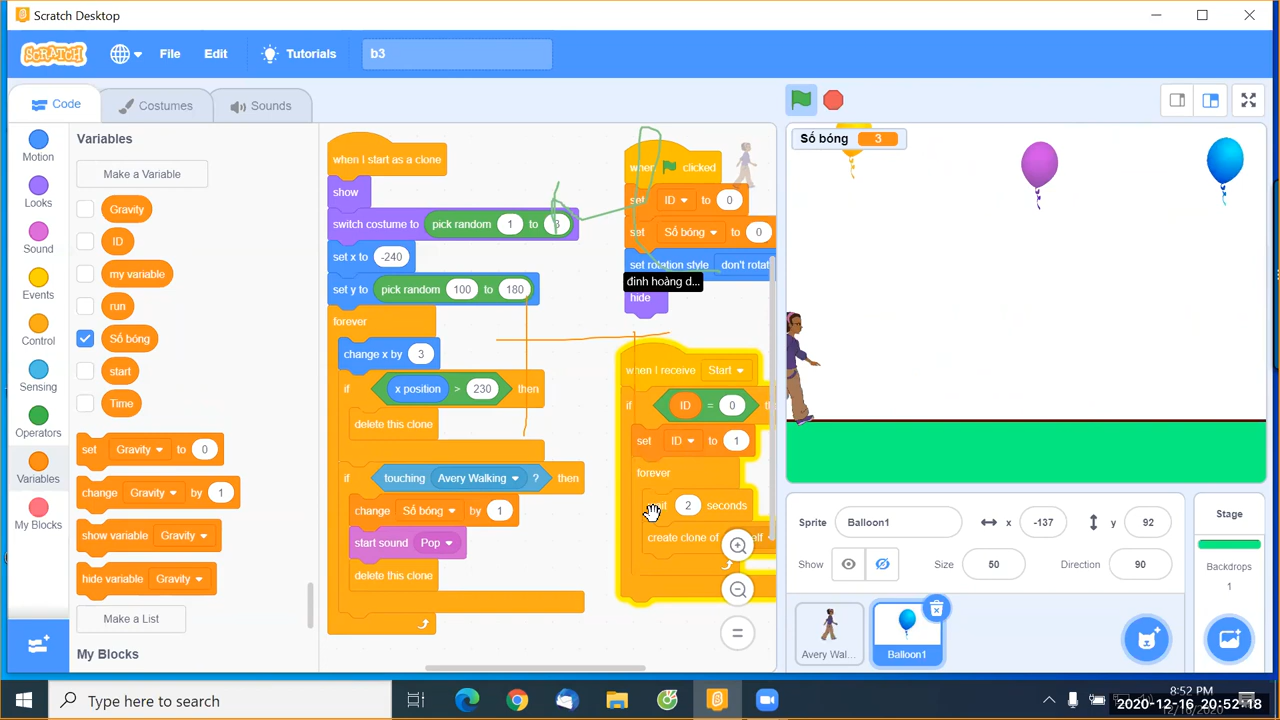 Scratch Desktop
SCRATCH File Edit Tutorials b3
Code Costumes Sounds
Motion
Looks
Sound
Events
Control
Sensing
Operators
Variables
My Blocks
Variables
Make a Variable
Gravity
ID
my variable
run
Số bóng
start
Time
set Gravity to 0
change Gravity by 1
show variable Gravity
hide variable Gravity
Make a List
My Blocks
when I start as a clone
show
switch costume to pick random 1 to 3
set x to -240
set y to pick random 100 to 180
forever
change x by 3
if x position > 230 then
delete this clone
if touching Avery Walking ? then
change Số bóng by 1
start sound Pop
delete this clone
when clicked
set ID to 0
set Số bóng to 0
set rotation style don't rotat
đinh hoàng d...
hide
when I receive Start
if ID = 0
set ID to 1
forever
2 seconds
create clone of
Số bóng 3
Sprite Balloon1 x -137 y 92
Show Size 50 Direction 90
Avery Wal...
Balloon1
Stage
Backdrops
1
Type here to search
8:52 PM
2020-12-16 20:52:18